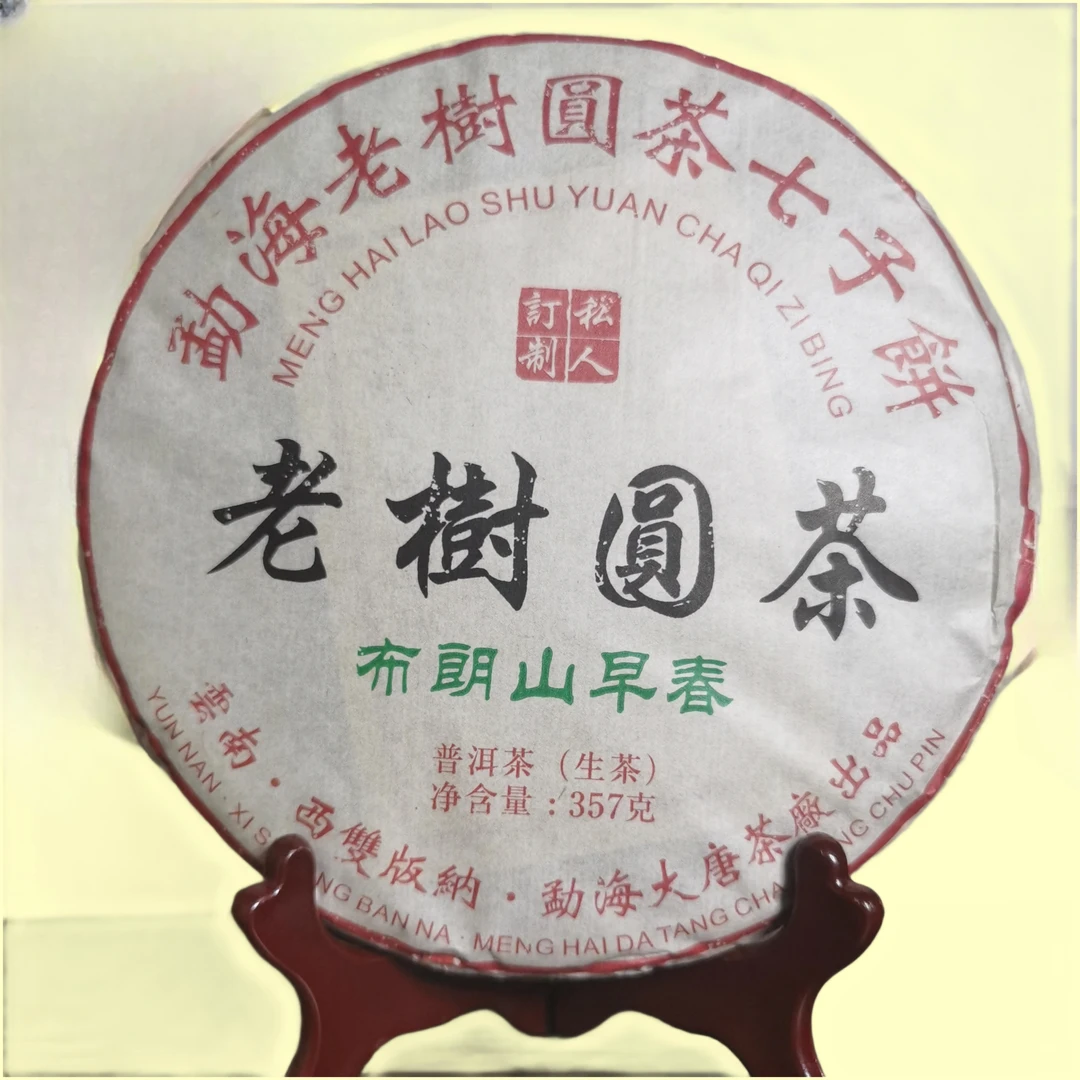 勐海老樹圓茶七子餅
MENG HAI LAO SHU YUAN CHA QI ZI BING
私人
訂制
老樹圓茶
布朗山早春
普洱茶（生茶）
净含量：357克
雲南·西雙版納·勐海大唐茶廠出品
YUN NAN · XI S NG BAN NA · MENG HAI DA TANG CHA NG CHU PIN